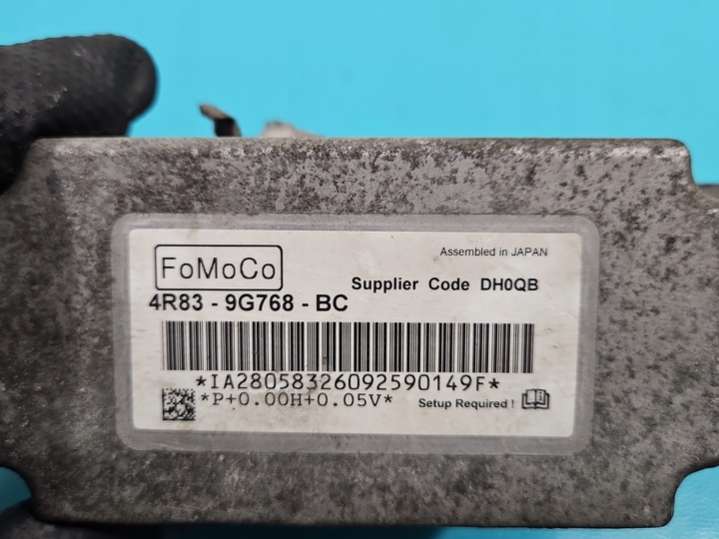 Assembled in JAPAN
FoMoCo
Supplier Code DH0QB
4R83 - 9G768 - BC
*IA28058326092590149F*
*P+0.00H+0.05V*
Setup Required !